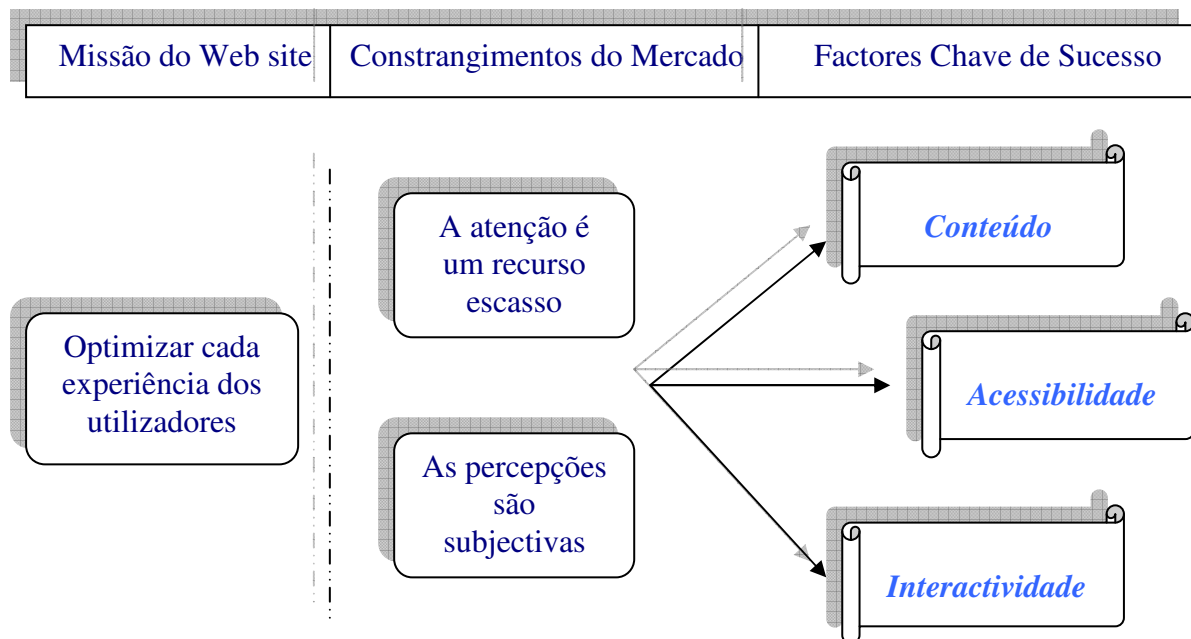 Missão do Web site
Constrangimentos do Mercado
Factores Chave de Sucesso
Optimizar cada
experiência dos
utilizadores
A atenção é
um recurso
escasso
As percepções
são
subjectivas
Conteúdo
Acessibilidade
Interactividade